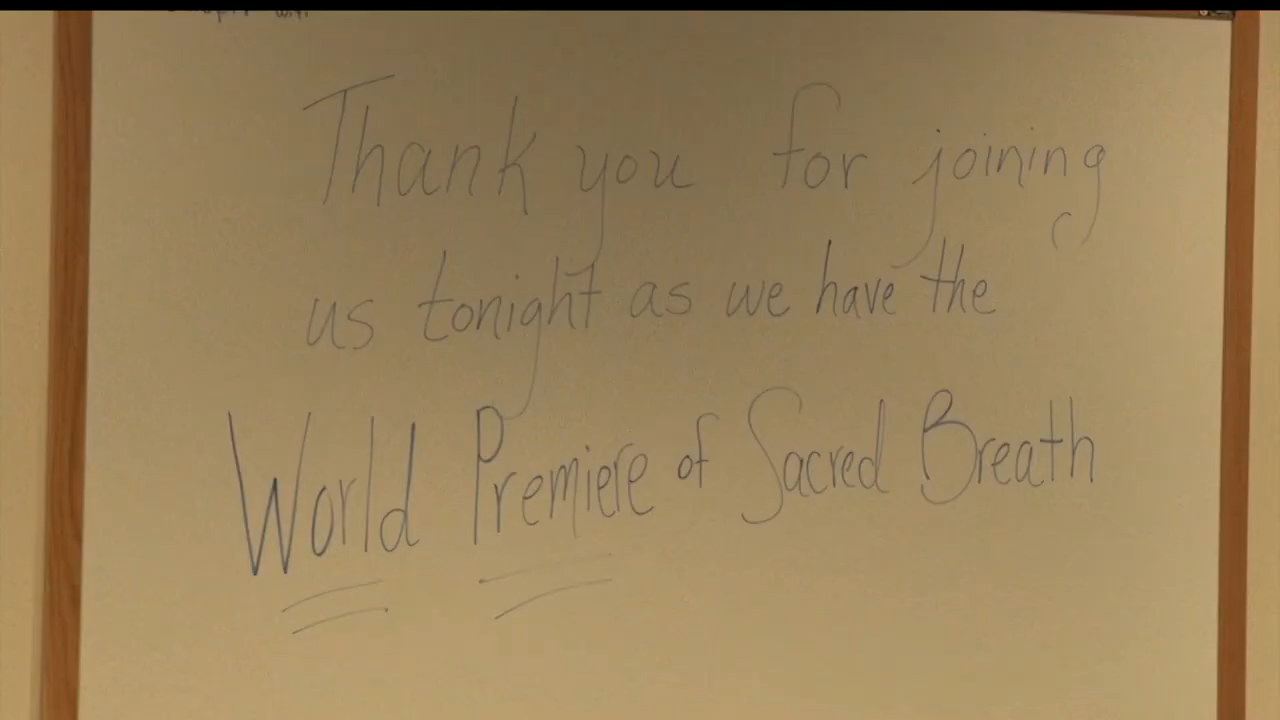 Thank you for joining
us tonight as we have the
World Premiere of Sacred Breath